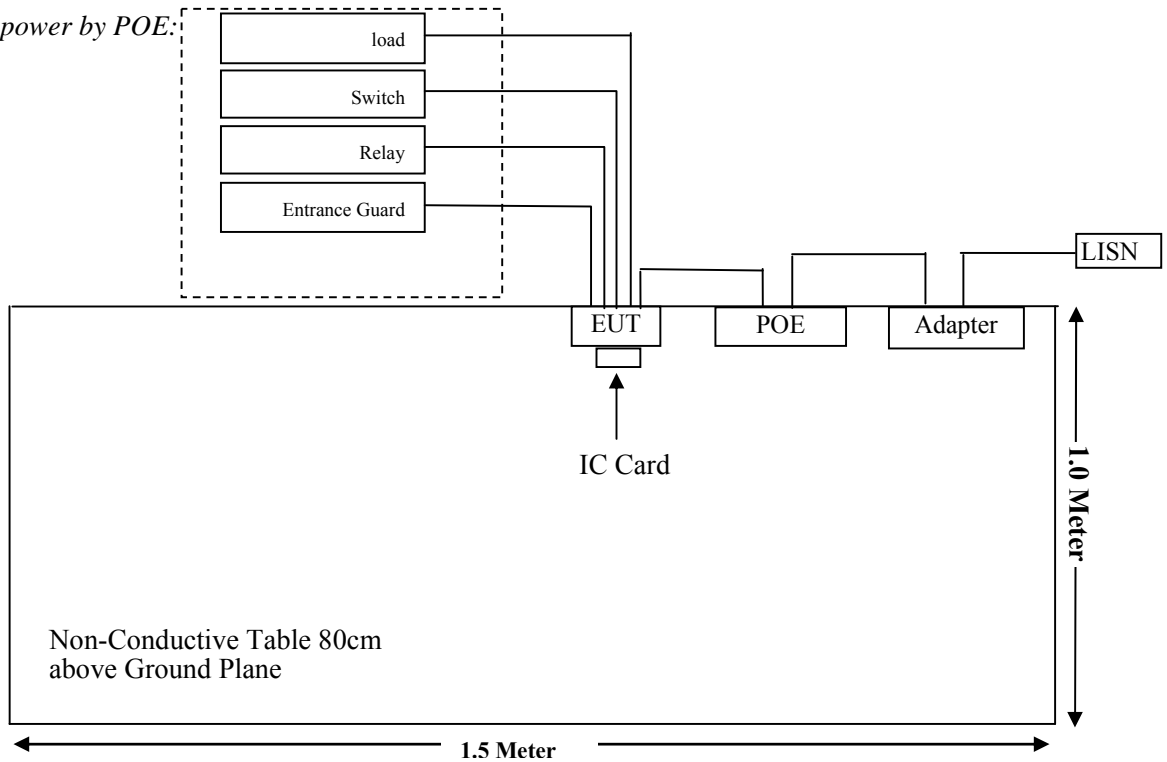 power by POE:
load
Switch
Relay
Entrance Guard
LISN
EUT
POE
Adapter
IC Card
1.0 Meter
Non-Conductive Table 80cm
above Ground Plane
1.5 Meter